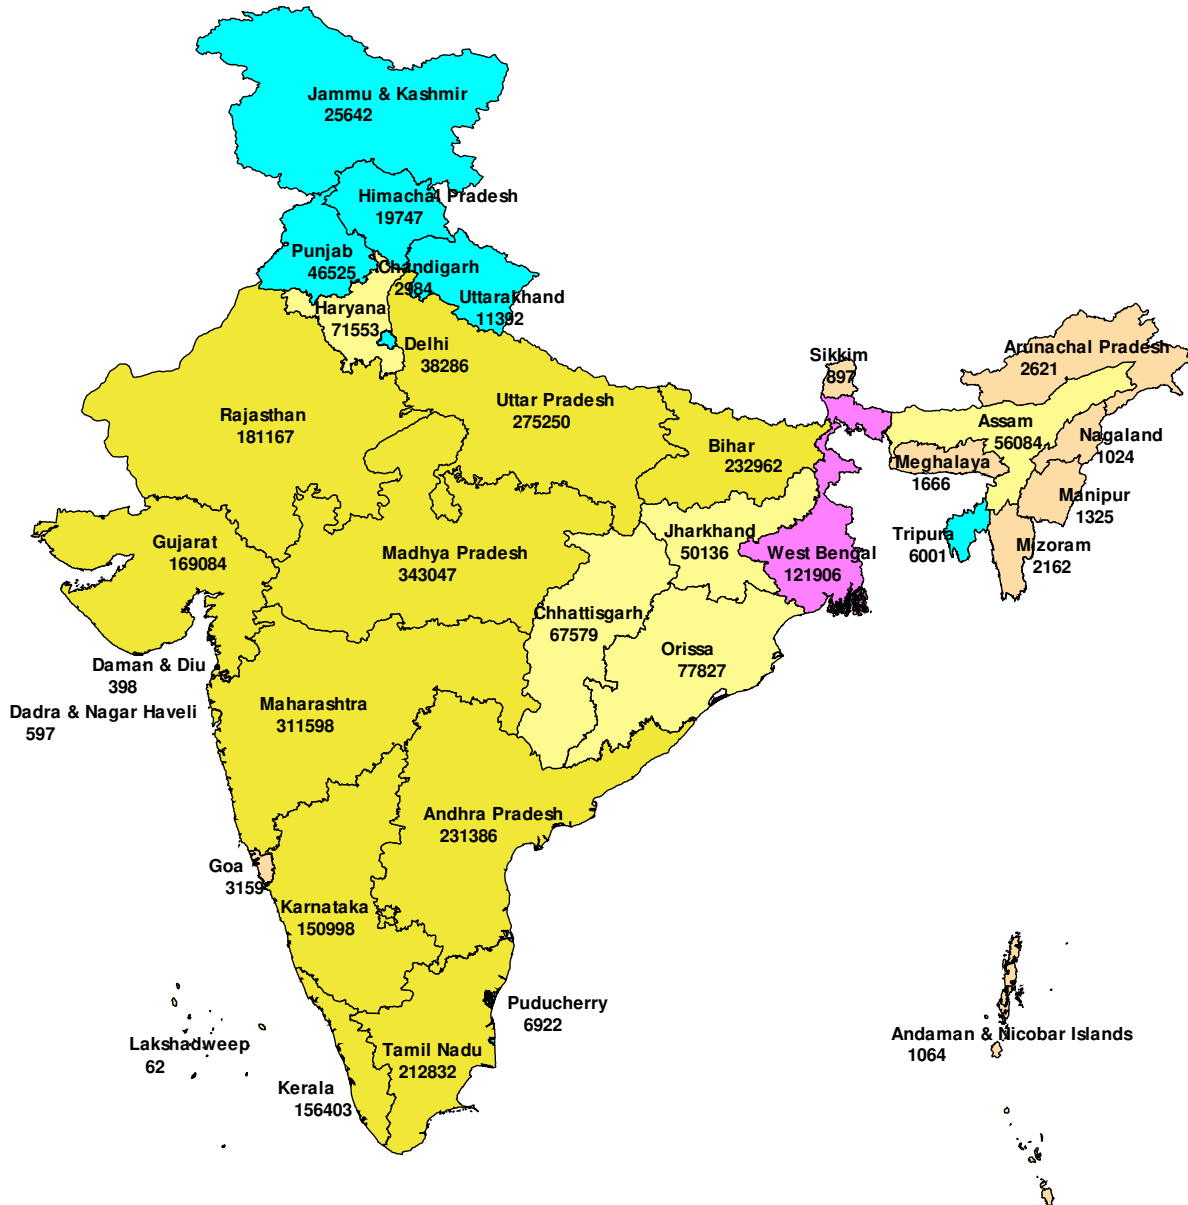 Jammu & Kashmir
25642
Himachal Pradesh
19747
Punjab
46525
Chandigarh
2984
Uttarakhand
11392
Haryana
71553
Delhi
38286
Rajasthan
181167
Uttar Pradesh
275250
Bihar
232962
Sikkim
897
Arunachal Pradesh
2621
Assam
56084
Nagaland
1024
Meghalaya
1666
Manipur
1325
Tripura
6001
Mizoram
2162
Gujarat
169084
Madhya Pradesh
343047
Jharkhand
50136
West Bengal
121906
Chhattisgarh
67579
Orissa
77827
Daman & Diu
398
Dadra & Nagar Haveli
597
Maharashtra
311598
Andhra Pradesh
231386
Goa
3159
Karnataka
150998
Puducherry
6922
Lakshadweep
62
Tamil Nadu
212832
Kerala
156403
Andaman & Nicobar Islands
1064